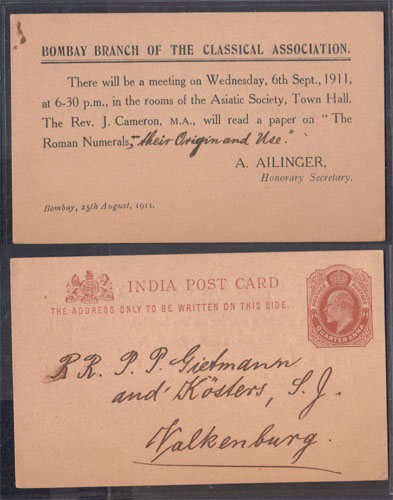 BOMBAY BRANCH OF THE CLASSICAL ASSOCIATION.
There will be a meeting on Wednesday, 6th Sept., 1911,
at 6-30 p.m., in the rooms of the Asiatic Society, Town Hall.
The Rev. J. Cameron, M.A., will read a paper on "The
Roman Numerals,- their Origin and Use."
A. AILINGER,
Honorary Secretary.
Bombay, 25th August, 1911.
INDIA POST CARD
THE ADDRESS ONLY TO BE WRITTEN ON THIS SIDE.
QUARTER ANNA
RR. P. P. Gietmann
and Kösters, S. J.
Valkenburg.